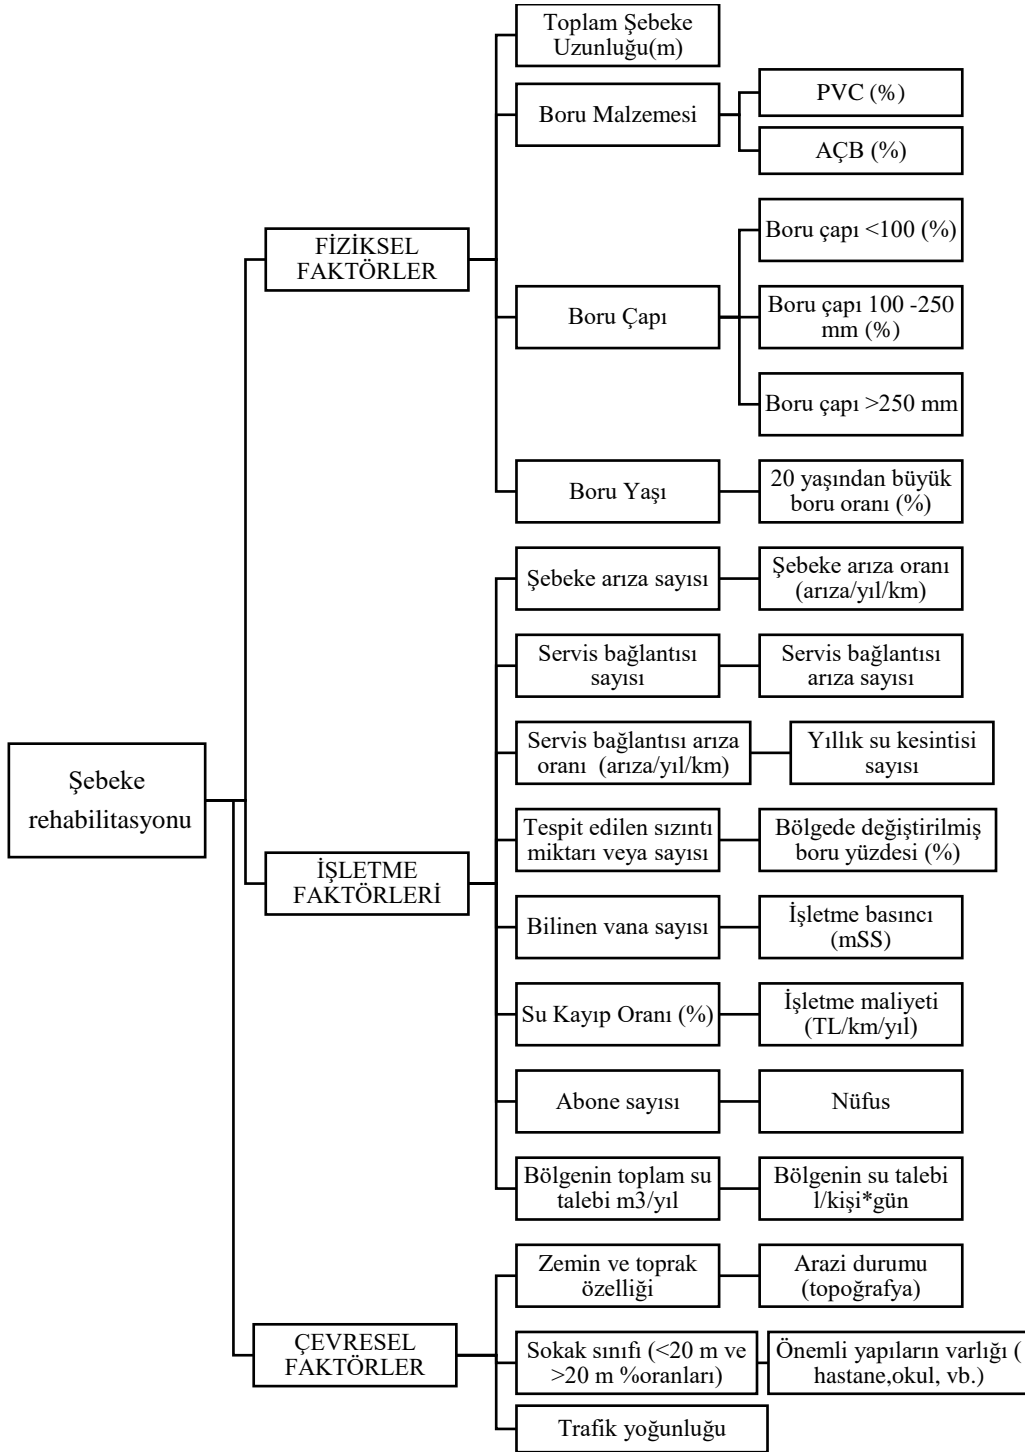 Toplam Şebeke
Uzunluğu(m)
Boru Malzemesi
PVC (%)
AÇB (%)
FİZİKSEL
FAKTÖRLER
Boru Çapı
Boru çapı <100 (%)
Boru çapı 100 -250
mm (%)
Boru çapı >250 mm
Boru Yaşı
20 yaşından büyük
boru oranı (%)
Şebeke
rehabilitasyonu
İŞLETME
FAKTÖRLERİ
Şebeke arıza sayısı
Şebeke arıza oranı
(arıza/yıl/km)
Servis bağlantısı
sayısı
Servis bağlantısı
arıza sayısı
Servis bağlantısı arıza
oranı  (arıza/yıl/km)
Yıllık su kesintisi
sayısı
Tespit edilen sızıntı
miktarı veya sayısı
Bölgede değiştirilmiş
boru yüzdesi (%)
Bilinen vana sayısı
İşletme basıncı
(mSS)
Su Kayıp Oranı (%)
İşletme maliyeti
(TL/km/yıl)
Abone sayısı
Nüfus
Bölgenin toplam su
talebi m3/yıl
Bölgenin su talebi
l/kişi*gün
ÇEVRESEL
FAKTÖRLER
Zemin ve toprak
özelliği
Arazi durumu
(topoğrafya)
Sokak sınıfı (<20 m ve
>20 m %oranları)
Önemli yapıların varlığı (
hastane,okul, vb.)
Trafik yoğunluğu